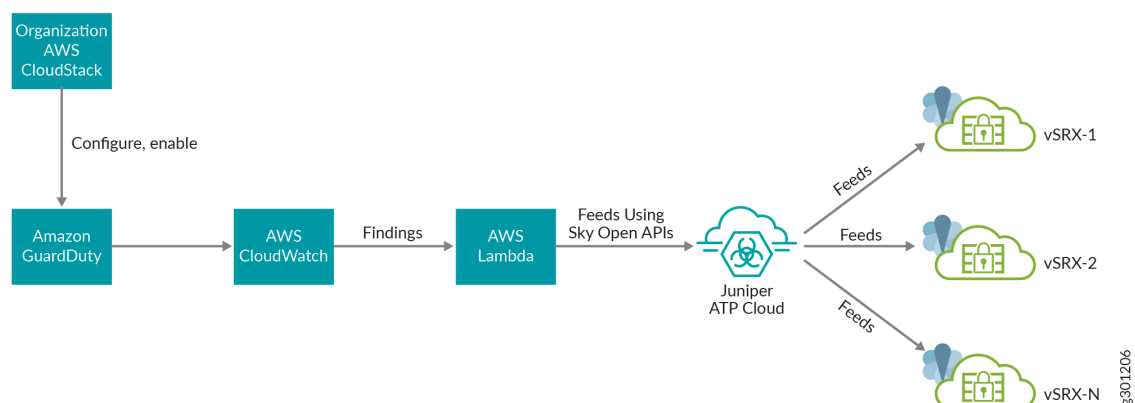 Organization
AWS
CloudStack
Configure, enable
Amazon
GuardDuty
AWS
CloudWatch
Findings
AWS
Lambda
Feeds Using
Sky Open APIs
Juniper
ATP Cloud
Feeds
vSRX-1
Feeds
vSRX-2
Feeds
vSRX-N
g301206